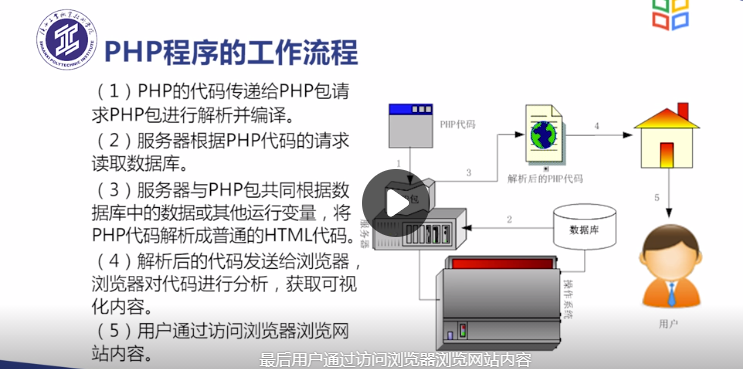 PHP程序的工作流程
（1）PHP的代码传递给PHP包请
求PHP包进行解析并编译。
（2）服务器根据PHP代码的请求
读取数据库。
（3）服务器与PHP包共同根据数
据库中的数据或其他运行变量，将
PHP代码解析成普通的HTML代码。
（4）解析后的代码发送给浏览器，
浏览器对代码进行分析，获取可视
化内容。
（5）用户通过访问浏览器浏览网
站内容。
PHP代码
1
3
解析后的PHP代码
4
5
包
服务器
2
数据库
操作系统
用户
最后用户通过访问浏览器浏览网站内容